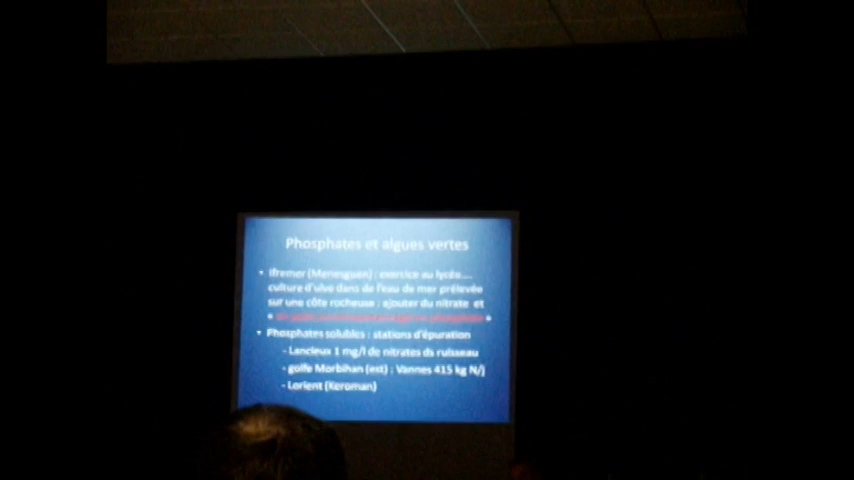 Phosphates et algues vertes
• Ifremer (Menesguen) : exercice au lycée....
culture d'ulve dans de l'eau de mer prélevée
sur une côte rocheuse : ajouter du nitrate et
« »
• Phosphates solubles : stations d'épuration
- Lancieux 1 mg/l de nitrates ds ruisseau
- golfe Morbihan (est) : Vannes 415 kg N/j
- Lorient (Keroman)